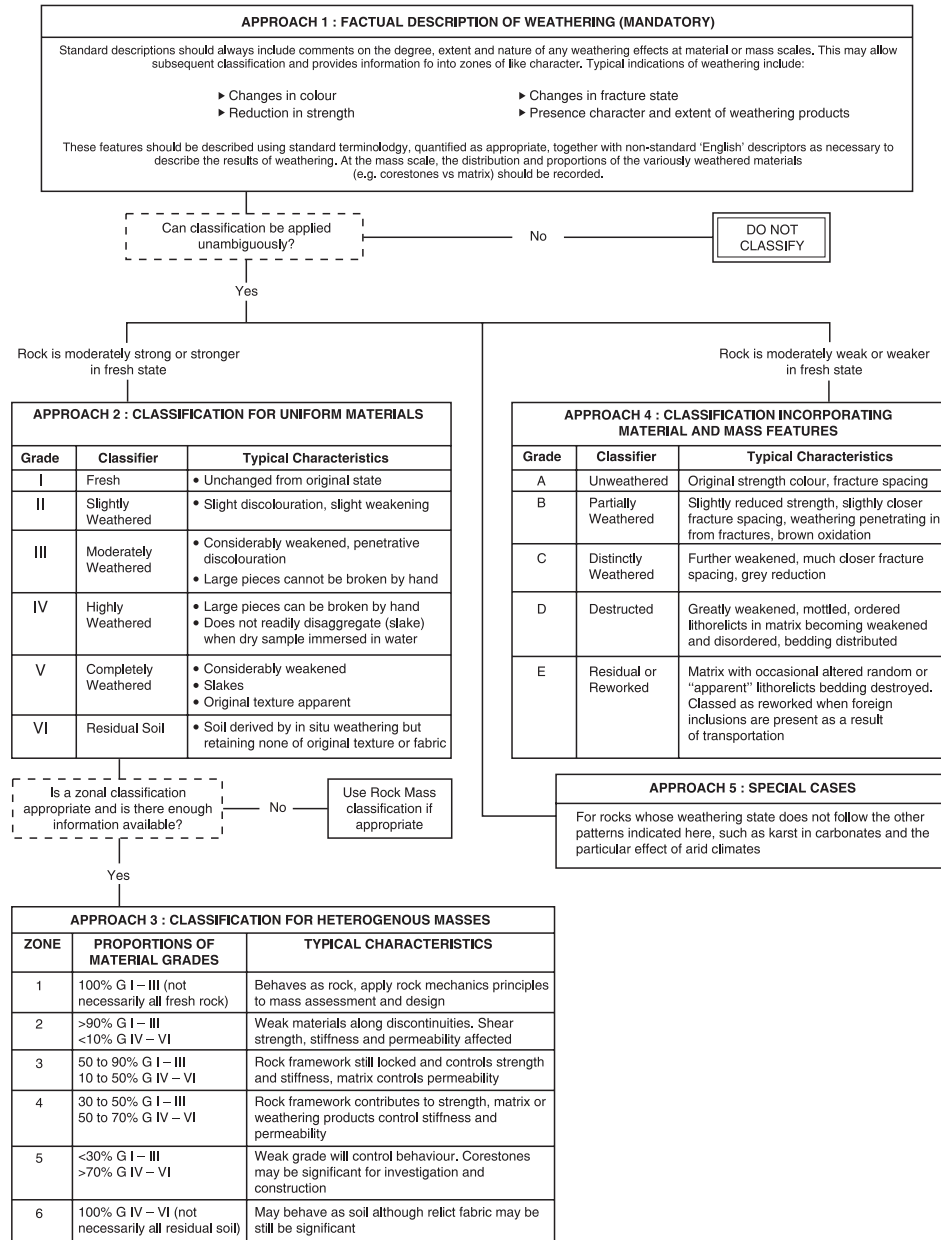 APPROACH 1 : FACTUAL DESCRIPTION OF WEATHERING (MANDATORY)
Standard descriptions should always include comments on the degree, extent and nature of any weathering effects at material or mass scales. This may allow
subsequent classification and provides information fo into zones of like character. Typical indications of weathering include:
▸ Changes in colour
▸ Changes in fracture state
▸ Reduction in strength
▸ Presence character and extent of weathering products
These features should be described using standard terminolodgy, quantified as appropriate, together with non-standard 'English' descriptors as necessary to
describe the results of weathering. At the mass scale, the distribution and proportions of the variously weathered materials
(e.g. corestones vs matrix) should be recorded.
Can classification be applied
unambiguously?
No
DO NOT
CLASSIFY
Yes
Rock is moderately strong or stronger
in fresh state
Rock is moderately weak or weaker
in fresh state
APPROACH 2 : CLASSIFICATION FOR UNIFORM MATERIALS
Grade Classifier Typical Characteristics
I Fresh • Unchanged from original state
II Slightly • Slight discolouration, slight weakening
Weathered
III Moderately • Considerably weakened, penetrative
Weathered discolouration
• Large pieces cannot be broken by hand
IV Highly • Large pieces can be broken by hand
Weathered • Does not readily disaggregate (slake)
when dry sample immersed in water
V Completely • Considerably weakened
Weathered • Slakes
• Original texture apparent
VI Residual Soil • Soil derived by in situ weathering but
retaining none of original texture or fabric
APPROACH 4 : CLASSIFICATION INCORPORATING
MATERIAL AND MASS FEATURES
Grade Classifier Typical Characteristics
A Unweathered Original strength colour, fracture spacing
B Partially Slightly reduced strength, sligthly closer
Weathered fracture spacing, weathering penetrating in
from fractures, brown oxidation
C Distinctly Further weakened, much closer fracture
Weathered spacing, grey reduction
D Destructed Greatly weakened, mottled, ordered
lithorelicts in matrix becoming weakened
and disordered, bedding distributed
E Residual or Matrix with occasional altered random or
Reworked "apparent" lithorelicts bedding destroyed.
Classed as reworked when foreign
inclusions are present as a result
of transportation
Is a zonal classification
appropriate and is there enough
information available?
No
Use Rock Mass
classification if
appropriate
Yes
APPROACH 5 : SPECIAL CASES
For rocks whose weathering state does not follow the other
patterns indicated here, such as karst in carbonates and the
particular effect of arid climates
APPROACH 3 : CLASSIFICATION FOR HETEROGENOUS MASSES
ZONE PROPORTIONS OF TYPICAL CHARACTERISTICS
MATERIAL GRADES
1 100% G I – III (not Behaves as rock, apply rock mechanics principles
necessarily all fresh rock) to mass assessment and design
2 >90% G I – III Weak materials along discontinuities. Shear
<10% G IV – VI strength, stiffness and permeability affected
3 50 to 90% G I – III Rock framework still locked and controls strength
10 to 50% G IV – VI and stiffness, matrix controls permeability
4 30 to 50% G I – III Rock framework contributes to strength, matrix or
50 to 70% G IV – VI weathering products control stiffness and
permeability
5 <30% G I – III Weak grade will control behaviour. Corestones
>70% G IV – VI may be significant for investigation and
construction
6 100% G IV – VI (not May behave as soil although relict fabric may be
necessarily all residual soil) still be significant